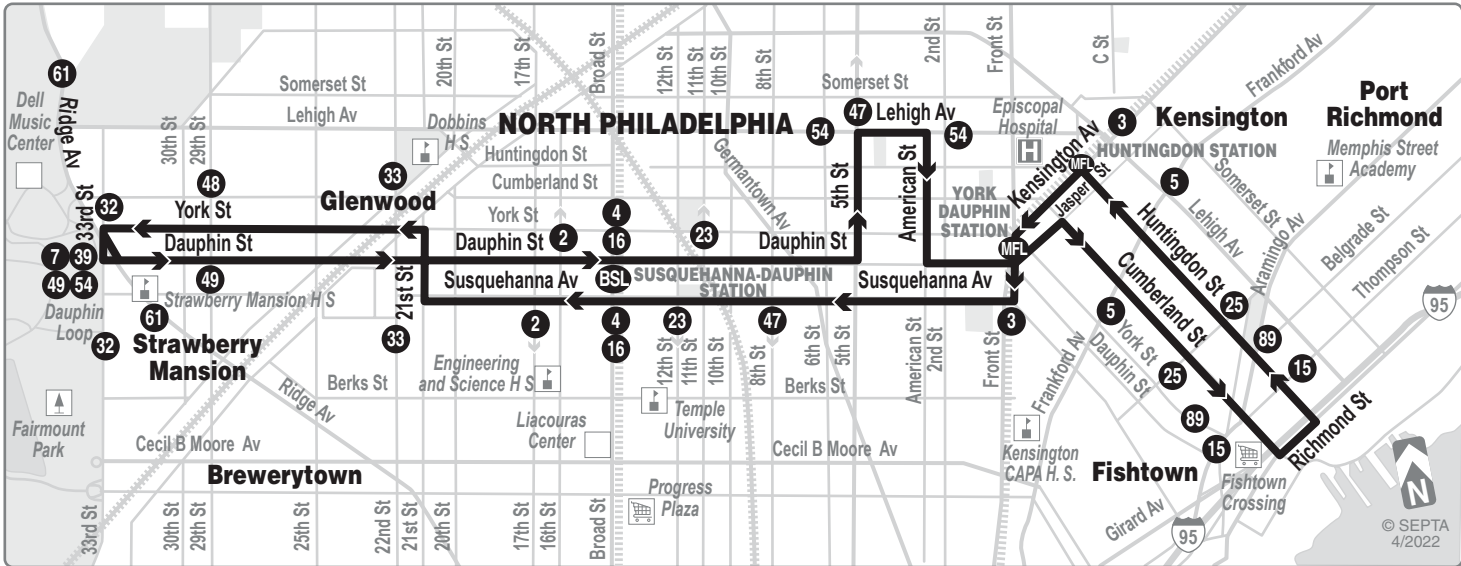 61
Ridge Av
Dell
Music
Center
Somerset St
Lehigh Av
30th St
29th St
20th St
17th St
Broad St
12th St
11th St
10th St
8th St
Germantown Av
Somerset St
2nd St
Front St
C St
Frankford Av
Dobbins
H S
NORTH PHILADELPHIA
Huntingdon St
Cumberland St
York St
54
47
Lehigh Av
54
Episcopal
Hospital
H
Kensington Av
3
Kensington
HUNTINGDON STATION
MFL
Jasper St
Port
Richmond
Memphis Street
Academy
5
Somerset St
Lehigh Av
Aramingo Av
Belgrade St
Thompson St
95
33rd St
32
48
York St
33
Glenwood
Dauphin St
7
39
49
54
Dauphin
Loop
49
Strawberry Mansion H S
61
32
Strawberry
Mansion
21st St
33
Dauphin St
2
4
16
BSL
23
SUSQUEHANNA-DAUPHIN
STATION
Susquehanna Av
Dauphin St
5th St
American St
Susquehanna Av
YORK
DAUPHIN
STATION
MFL
3
Huntingdon St
Cumberland St
25
89
15
5
York St
Dauphin St
25
89
15
Richmond St
2
4
16
23
47
6th St
5th St
American St
2nd St
Front St
Frankford Av
Engineering
and Science H S
12th St
11th St
10th St
8th St
Berks St
Ridge Av
Berks St
Temple
University
Liacouras
Center
Fairmount
Park
Cecil B Moore Av
Cecil B Moore Av
Kensington
CAPA H. S.
Fishtown
Fishtown
Crossing
Brewerytown
Progress
Plaza
Girard Av
95
N
33rd St
30th St
29th St
25th St
22nd St
21st St
20th St
17th St
16th St
Broad St
© SEPTA
4/2022